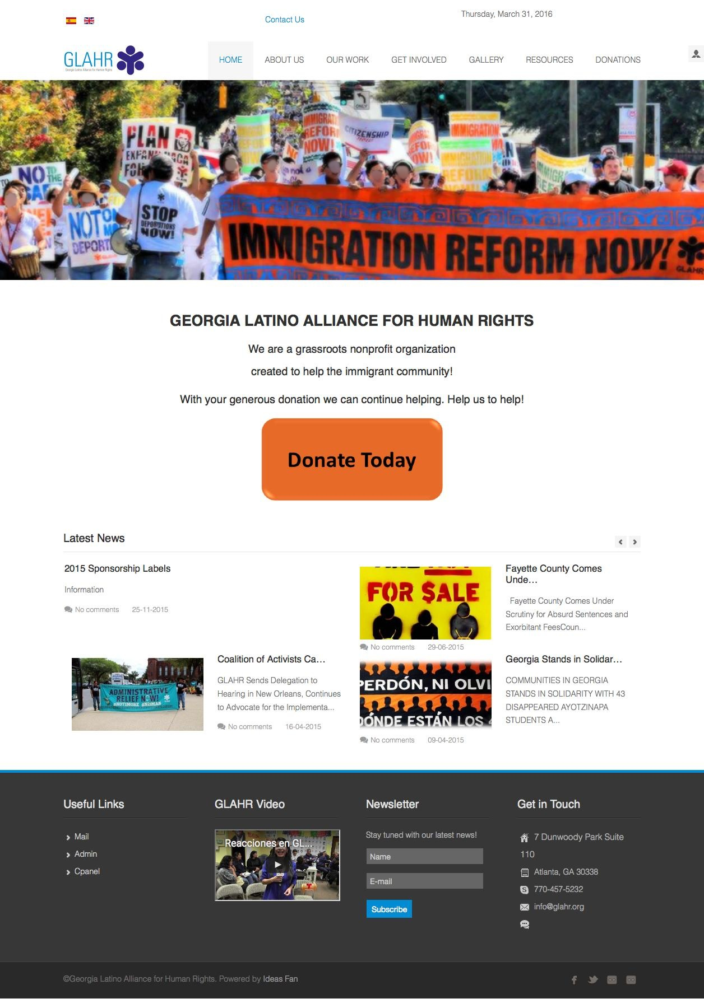 Contact Us
Thursday, March 31, 2016
GLAHR
Georgia Latino Alliance for Human Rights
HOME
ABOUT US
OUR WORK
GET INVOLVED
GALLERY
RESOURCES
DONATIONS
ONLY
PLAN
IMMIGRATION
REFORM
NOW!
CITIZENSHIP
now
IMMIGRATION
REFORM
NOW!
NO TO THE
STOP
DEPORTATIONS
NOW!
IMMIGRATION REFORM NOW!
GLAHR
GEORGIA LATINO ALLIANCE FOR HUMAN RIGHTS
We are a grassroots nonprofit organization
created to help the immigrant community!
With your generous donation we can continue helping. Help us to help!
Donate Today
Latest News
2015 Sponsorship Labels
Information
No comments 25-11-2015
FOR $ALE
No comments 29-06-2015
Fayette County Comes
Unde...
Fayette County Comes Under
Scrutiny for Absurd Sentences and
Exorbitant FeesCoun...
ADMINISTRATIVE
RELIEF NOW!
#NOT1MORE #NI1MAS
Coalition of Activists Ca...
GLAHR Sends Delegation to
Hearing in New Orleans, Continues
to Advocate for the Implementa...
No comments 16-04-2015
PERDÓN, NI OLVI
DÓNDE ESTÁN LOS 4
No comments 09-04-2015
Georgia Stands in Solidar...
COMMUNITIES IN GEORGIA
STANDS IN SOLIDARITY WITH 43
DISAPPEARED AYOTZINAPA
STUDENTS A...
Useful Links
Mail
Admin
Cpanel
GLAHR Video
Reacciones en GL...
Newsletter
Stay tuned with our latest news!
Name
E-mail
Subscribe
Get in Touch
7 Dunwoody Park Suite
110
Atlanta, GA 30338
770-457-5232
info@glahr.org
©Georgia Latino Alliance for Human Rights. Powered by Ideas Fan